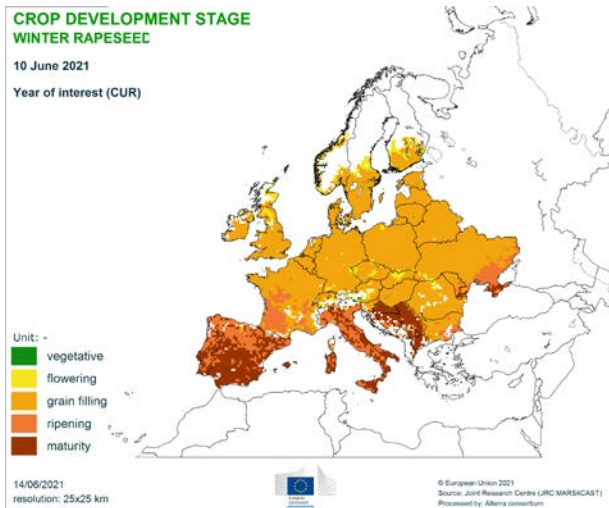 CROP DEVELOPMENT STAGE
WINTER RAPESEED
10 June 2021
Year of interest (CUR)
Unit: -
vegetative
flowering
grain filling
ripening
maturity
14/06/2021
resolution: 25x25 km
European
Commission
© European Union 2021
Source: Joint Research Centre (JRC MARS4CAST)
Processed by: Alterra consortium